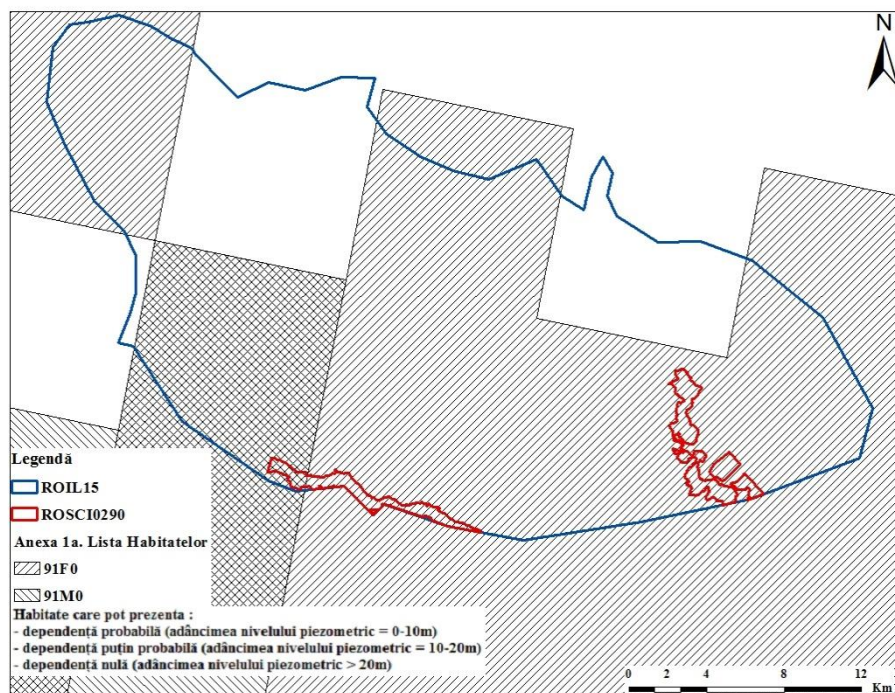 N
Legendă
ROIL15
ROSCI0290
Anexa 1a. Lista Habitatelor
91F0
91M0
Habitate care pot prezenta :
- dependență probabilă (adâncimea nivelului piezometric = 0-10m)
- dependență puțin probabilă (adâncimea nivelului piezometric = 10-20m)
- dependență nulă (adâncimea nivelului piezometric > 20m)
0 2 4 8 12
Km